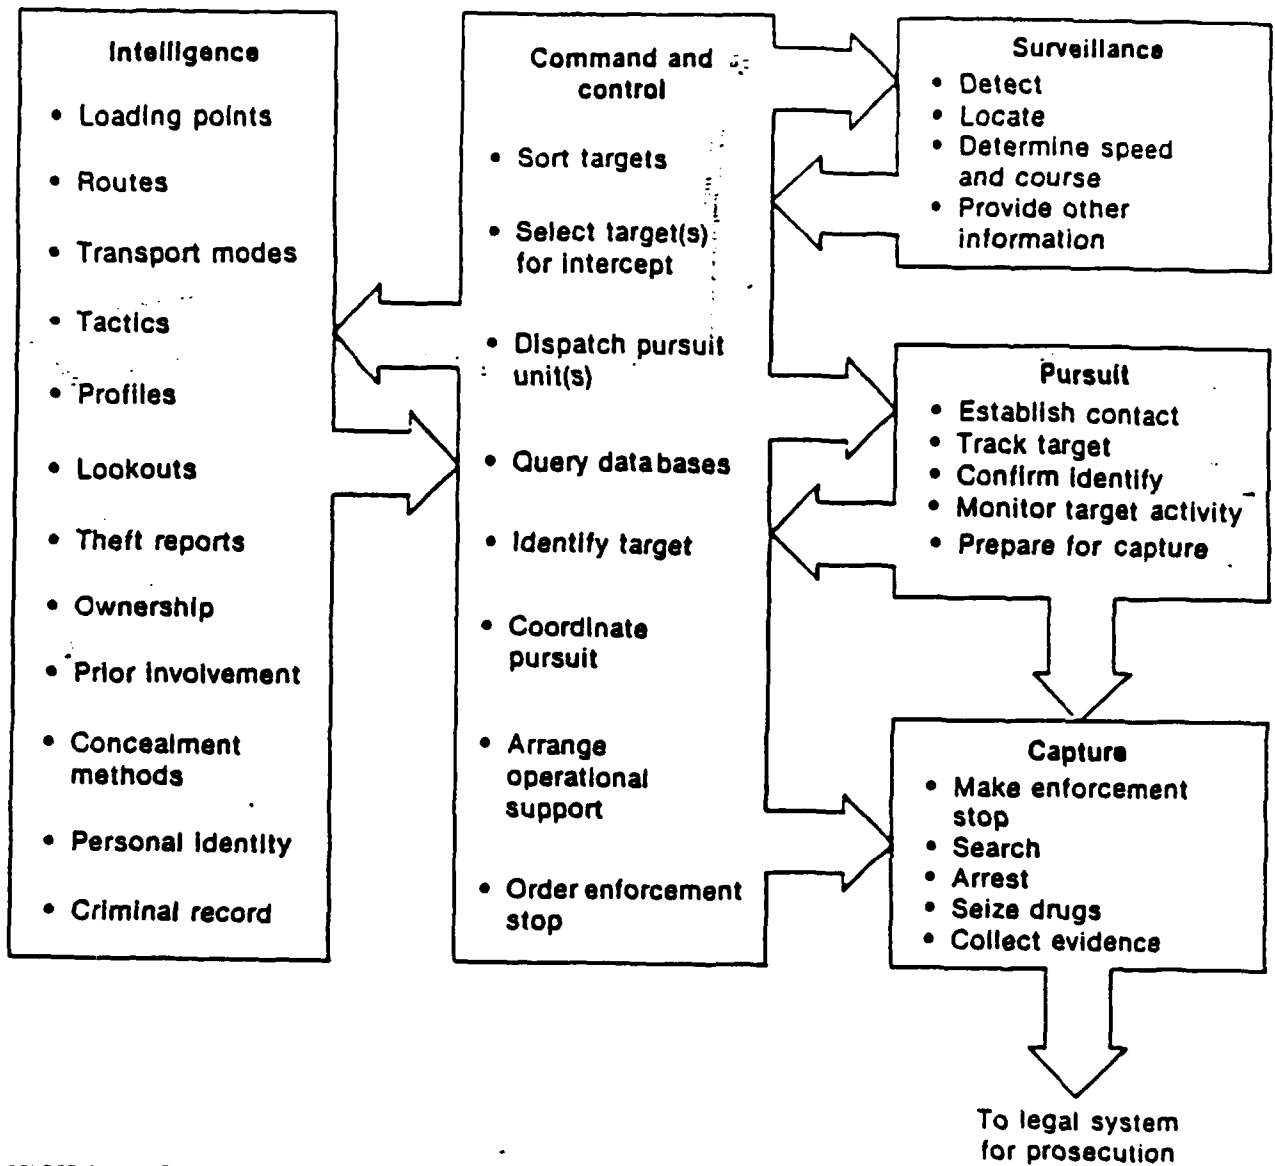 Intelligence
• Loading points
• Routes
• Transport modes
• Tactics
• Profiles
• Lookouts
• Theft reports
• Ownership
• Prior involvement
• Concealment
methods
• Personal identity
• Criminal record
Command and
control
• Sort targets
• Select target(s)
for intercept
• Dispatch pursuit
unit(s)
• Query databases
• Identify target
• Coordinate
pursuit
• Arrange
operational
support
• Order enforcement
stop
Surveillance
• Detect
• Locate
• Determine speed
and course
• Provide other
information
Pursuit
• Establish contact
• Track target
• Confirm identify
• Monitor target activity
• Prepare for capture
Capture
• Make enforcement
stop
• Search
• Arrest
• Seize drugs
• Collect evidence
To legal system
for prosecution